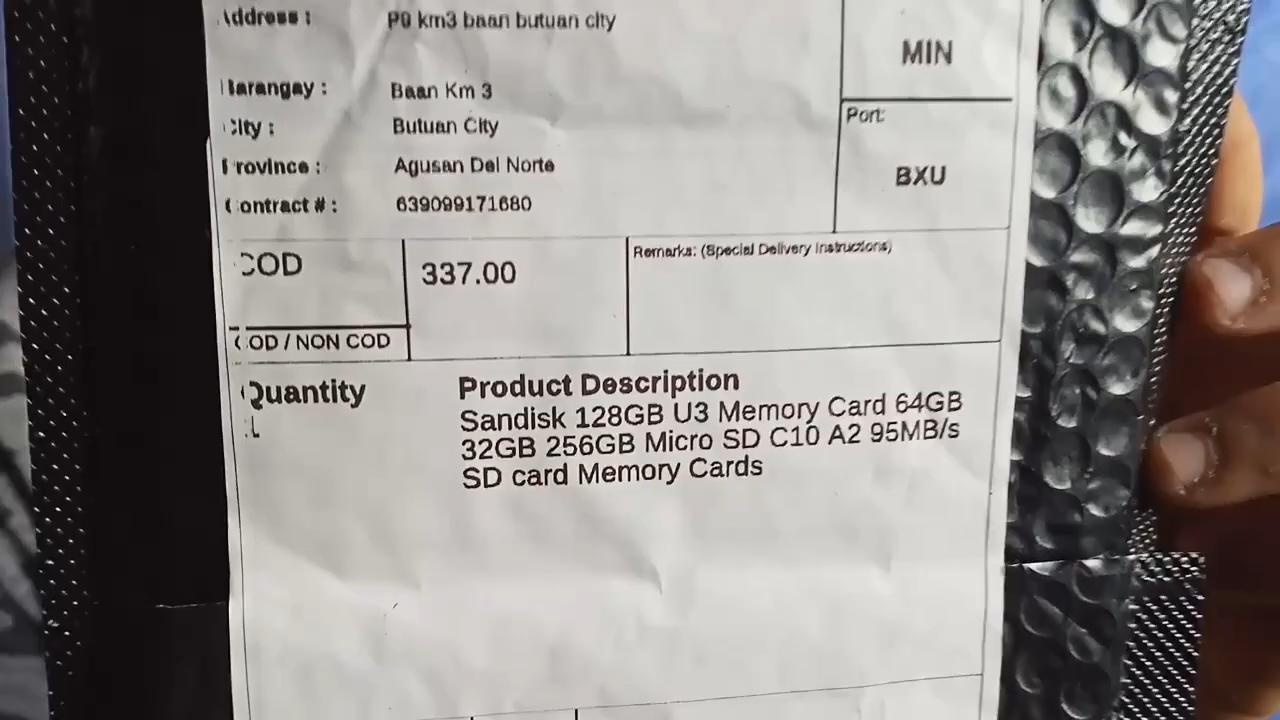 Address : P9 km3 baan butuan city
MIN
Barangay : Baan Km 3
Port:
City : Butuan City
Province : Agusan Del Norte
BXU
Contract # : 639099171680
COD 337.00
Remarks: (Special Delivery Instructions)
COD / NON COD
Quantity Product Description
1 Sandisk 128GB U3 Memory Card 64GB
32GB 256GB Micro SD C10 A2 95MB/s
SD card Memory Cards